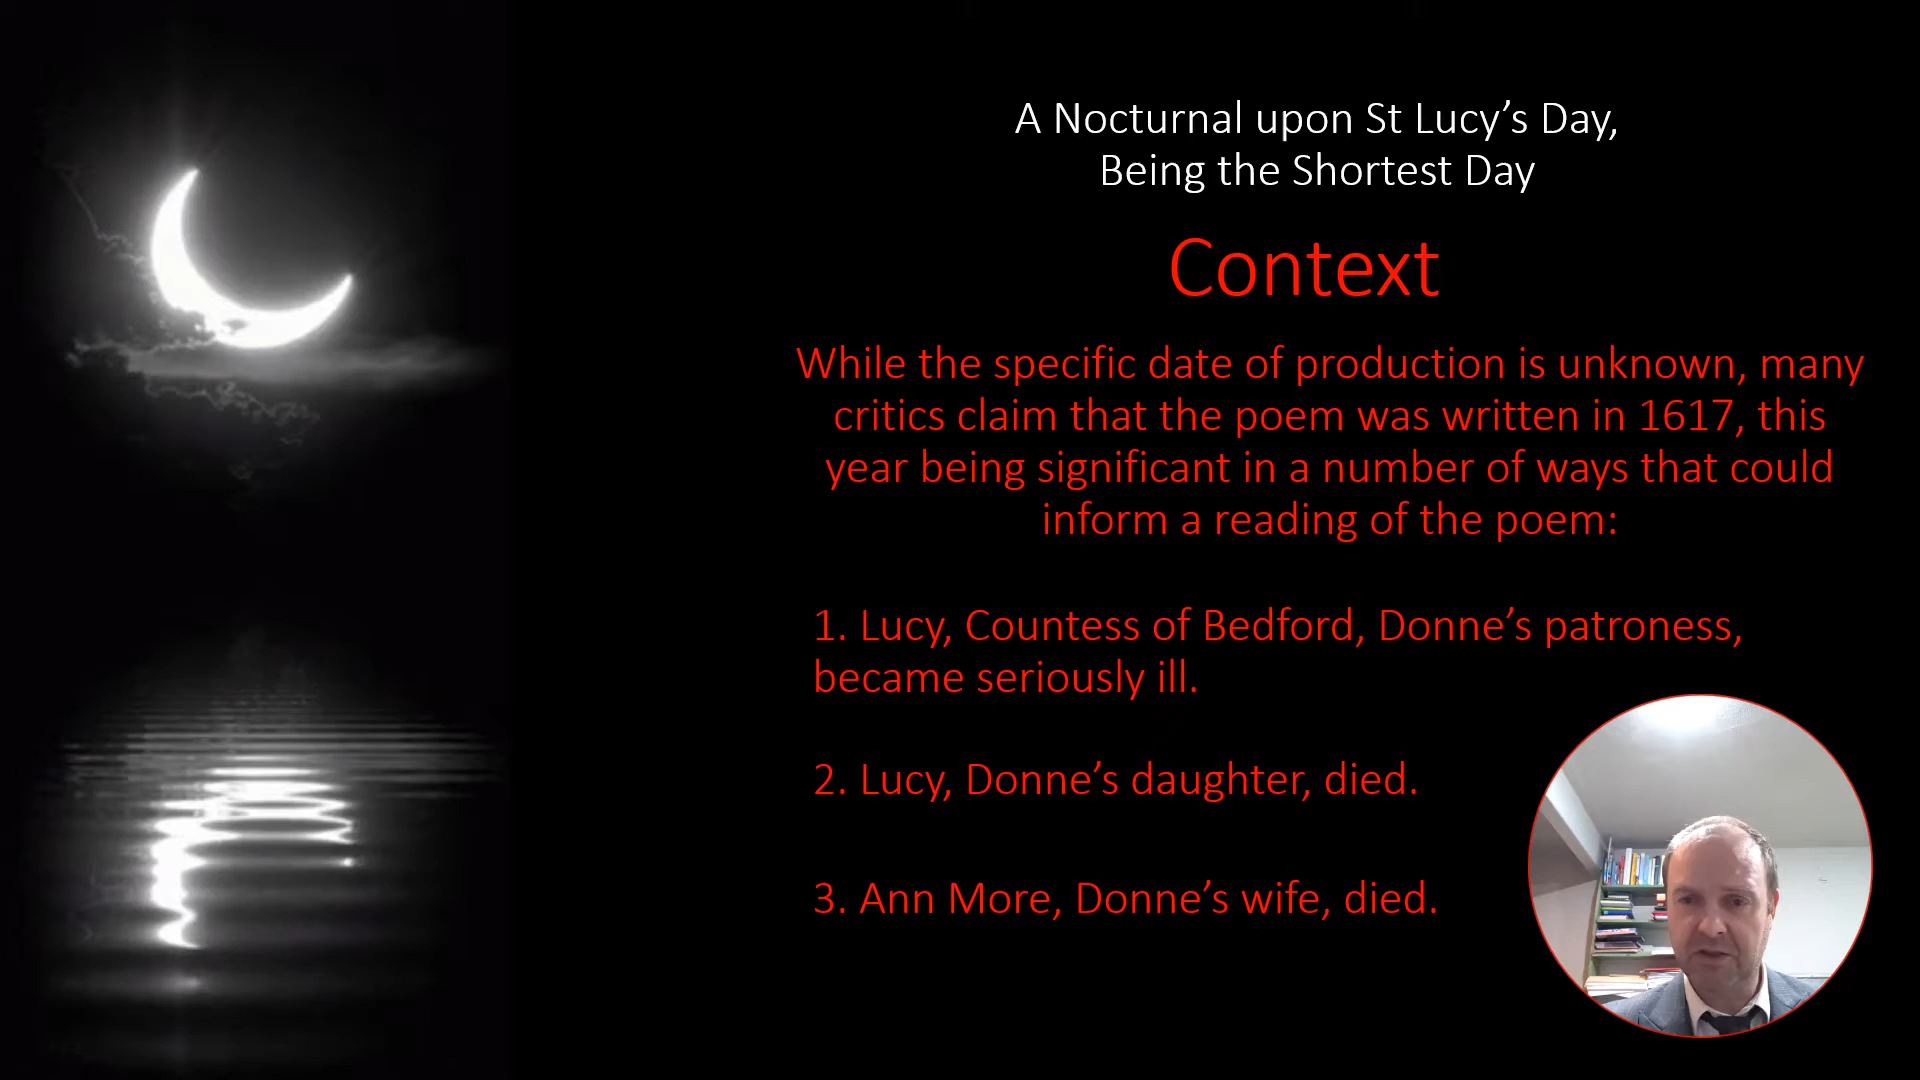 A Nocturnal upon St Lucy’s Day,
Being the Shortest Day
Context
While the specific date of production is unknown, many
critics claim that the poem was written in 1617, this
year being significant in a number of ways that could
inform a reading of the poem:
1. Lucy, Countess of Bedford, Donne’s patroness,
became seriously ill.
2. Lucy, Donne’s daughter, died.
3. Ann More, Donne’s wife, died.